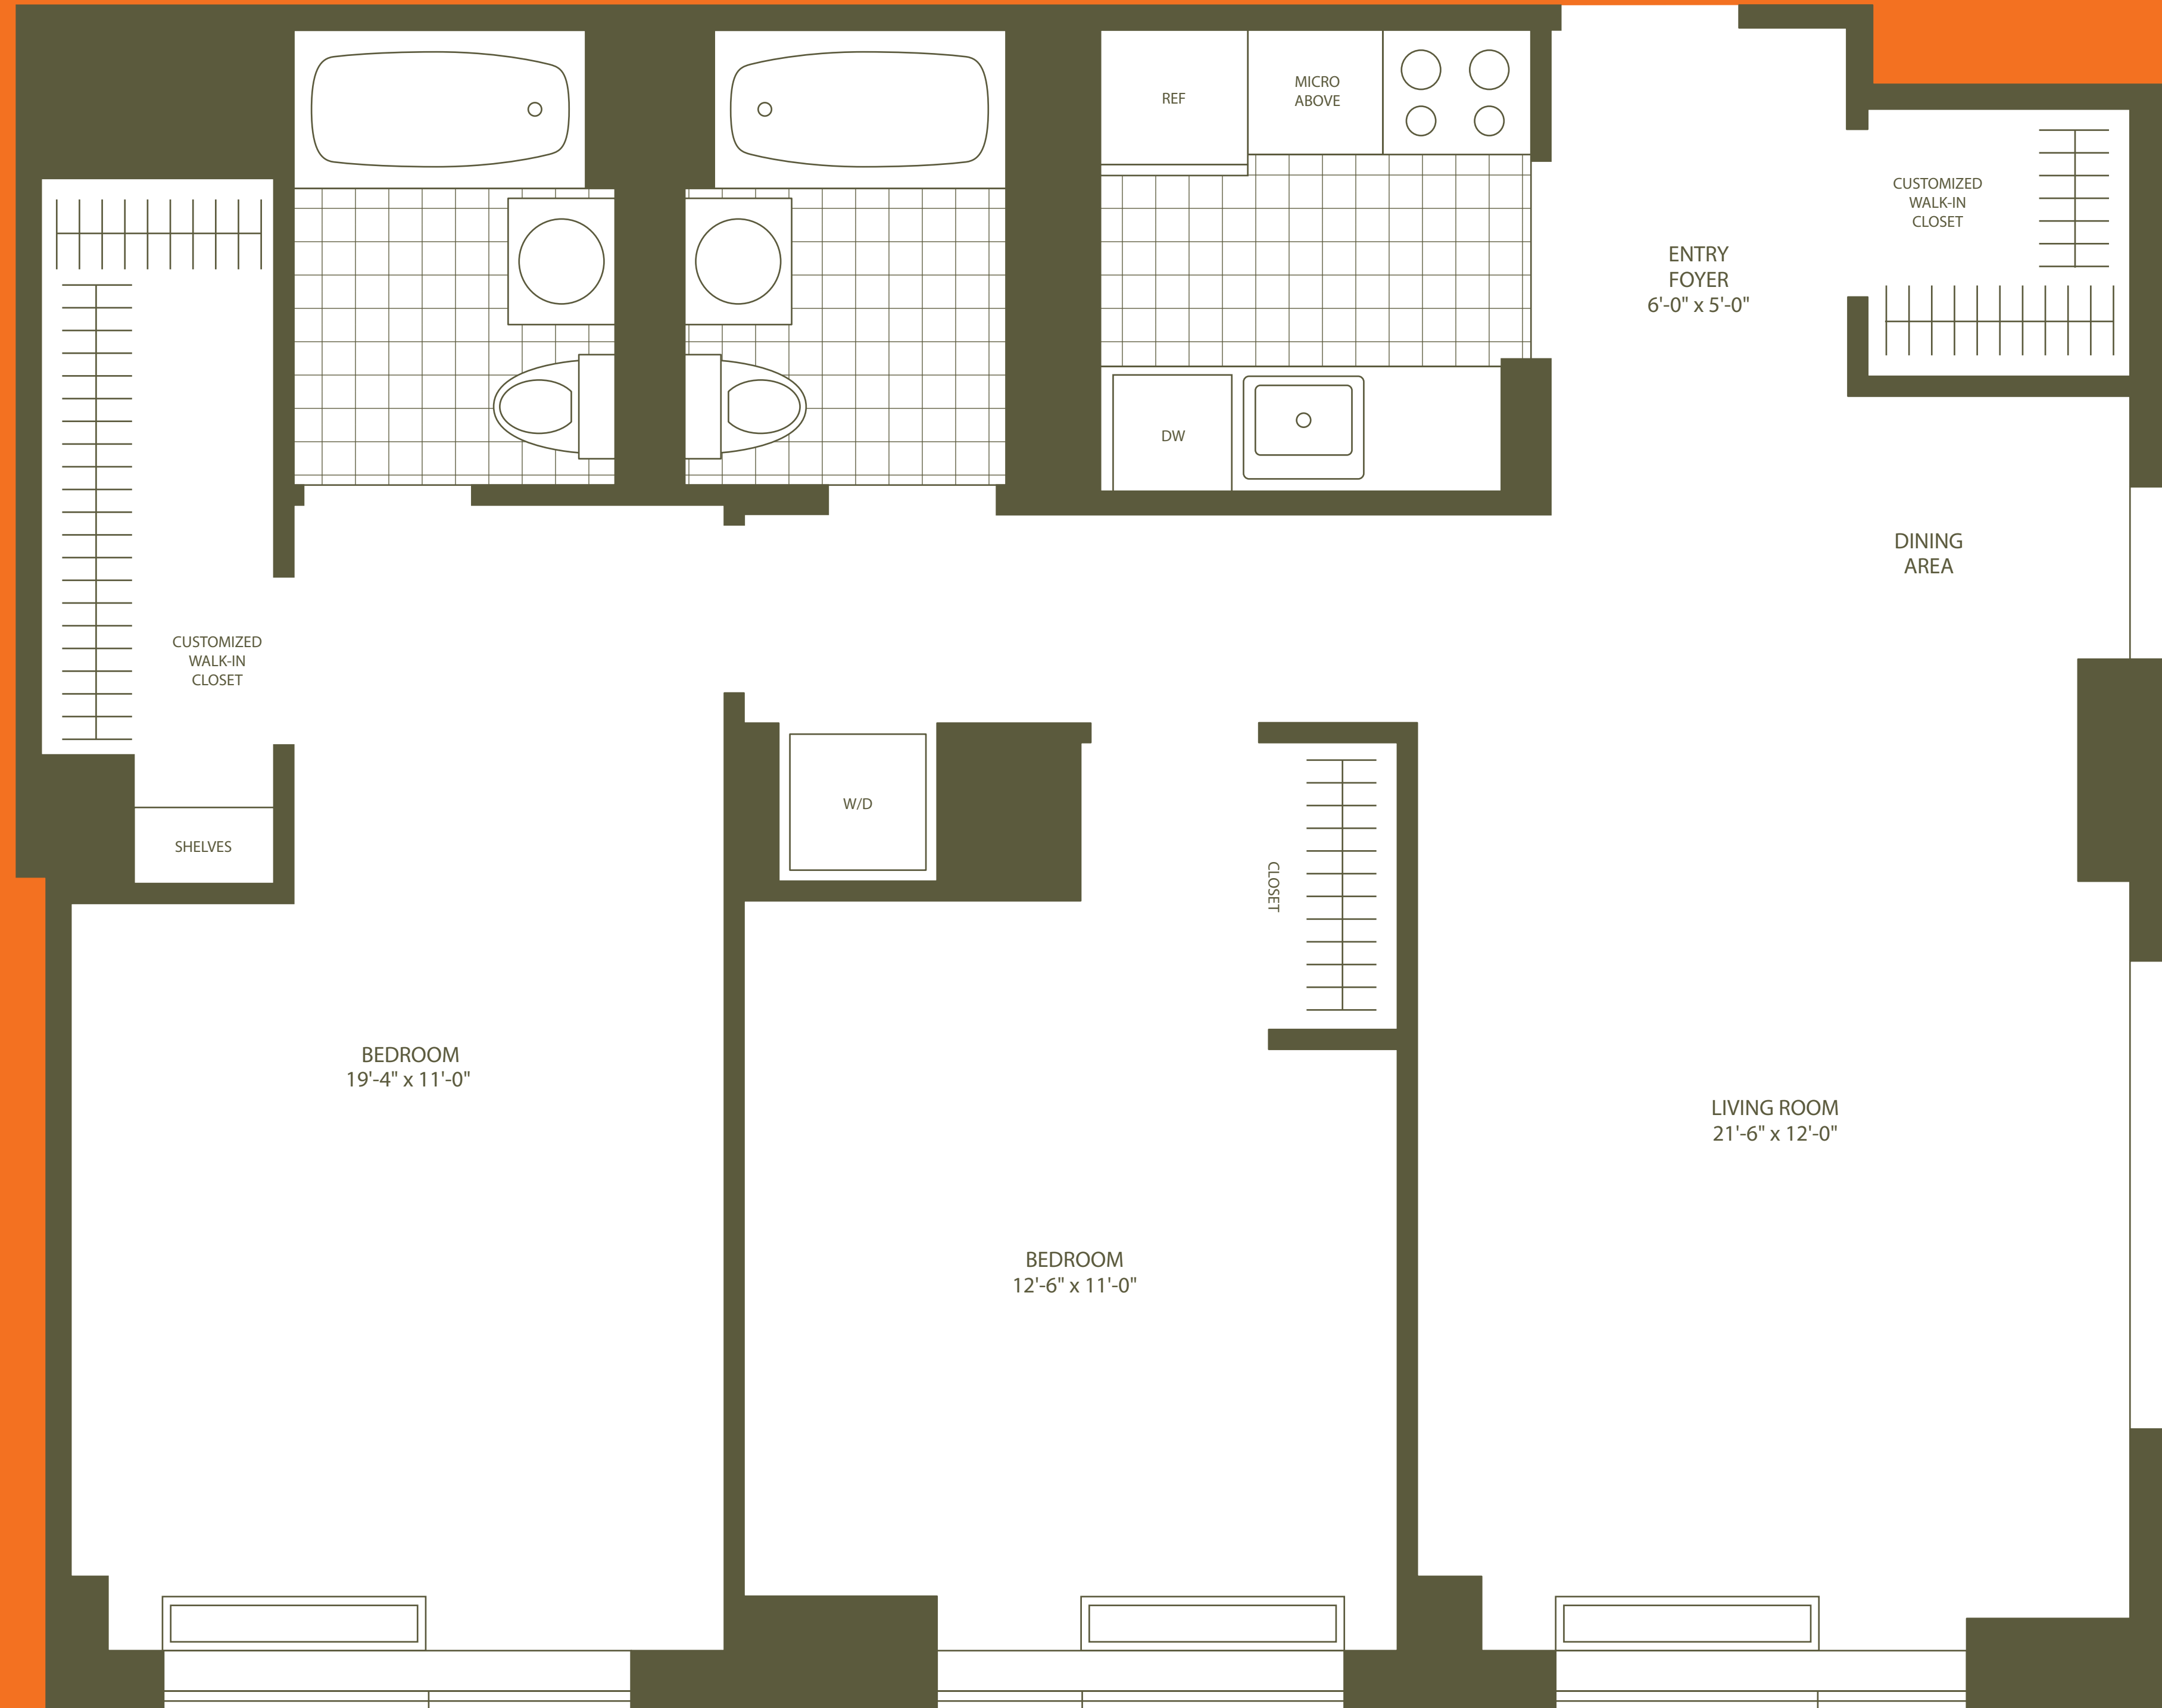 REF
MICRO
ABOVE
CUSTOMIZED
WALK-IN
CLOSET
ENTRY
FOYER
6'-0" x 5'-0"
DW
DINING
AREA
CUSTOMIZED
WALK-IN
CLOSET
W/D
SHELVES
CLOSET
BEDROOM
19'-4" x 11'-0"
LIVING ROOM
21'-6" x 12'-0"
BEDROOM
12'-6" x 11'-0"